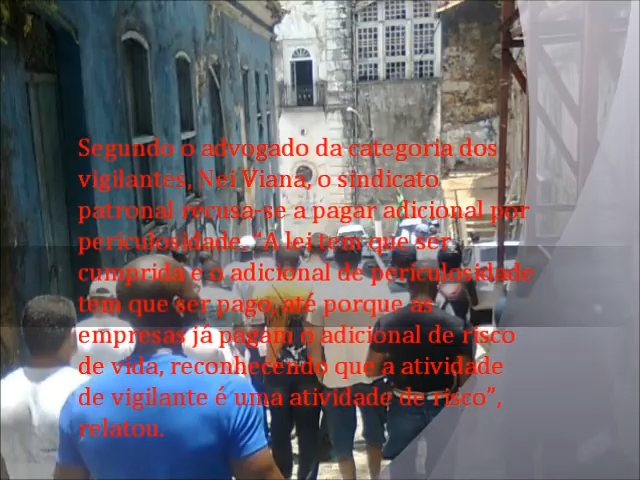 Segundo o advogado da categoria dos
vigilantes, Nei Viana, o sindicato
patronal recusa-se a pagar adicional por
periculosidade. “A lei tem que ser
cumprida e o adicional de periculosidade
tem que ser pago, até porque as
empresas já pagam o adicional de risco
de vida, reconhecendo que a atividade
de vigilante é uma atividade de risco”,
relatou.